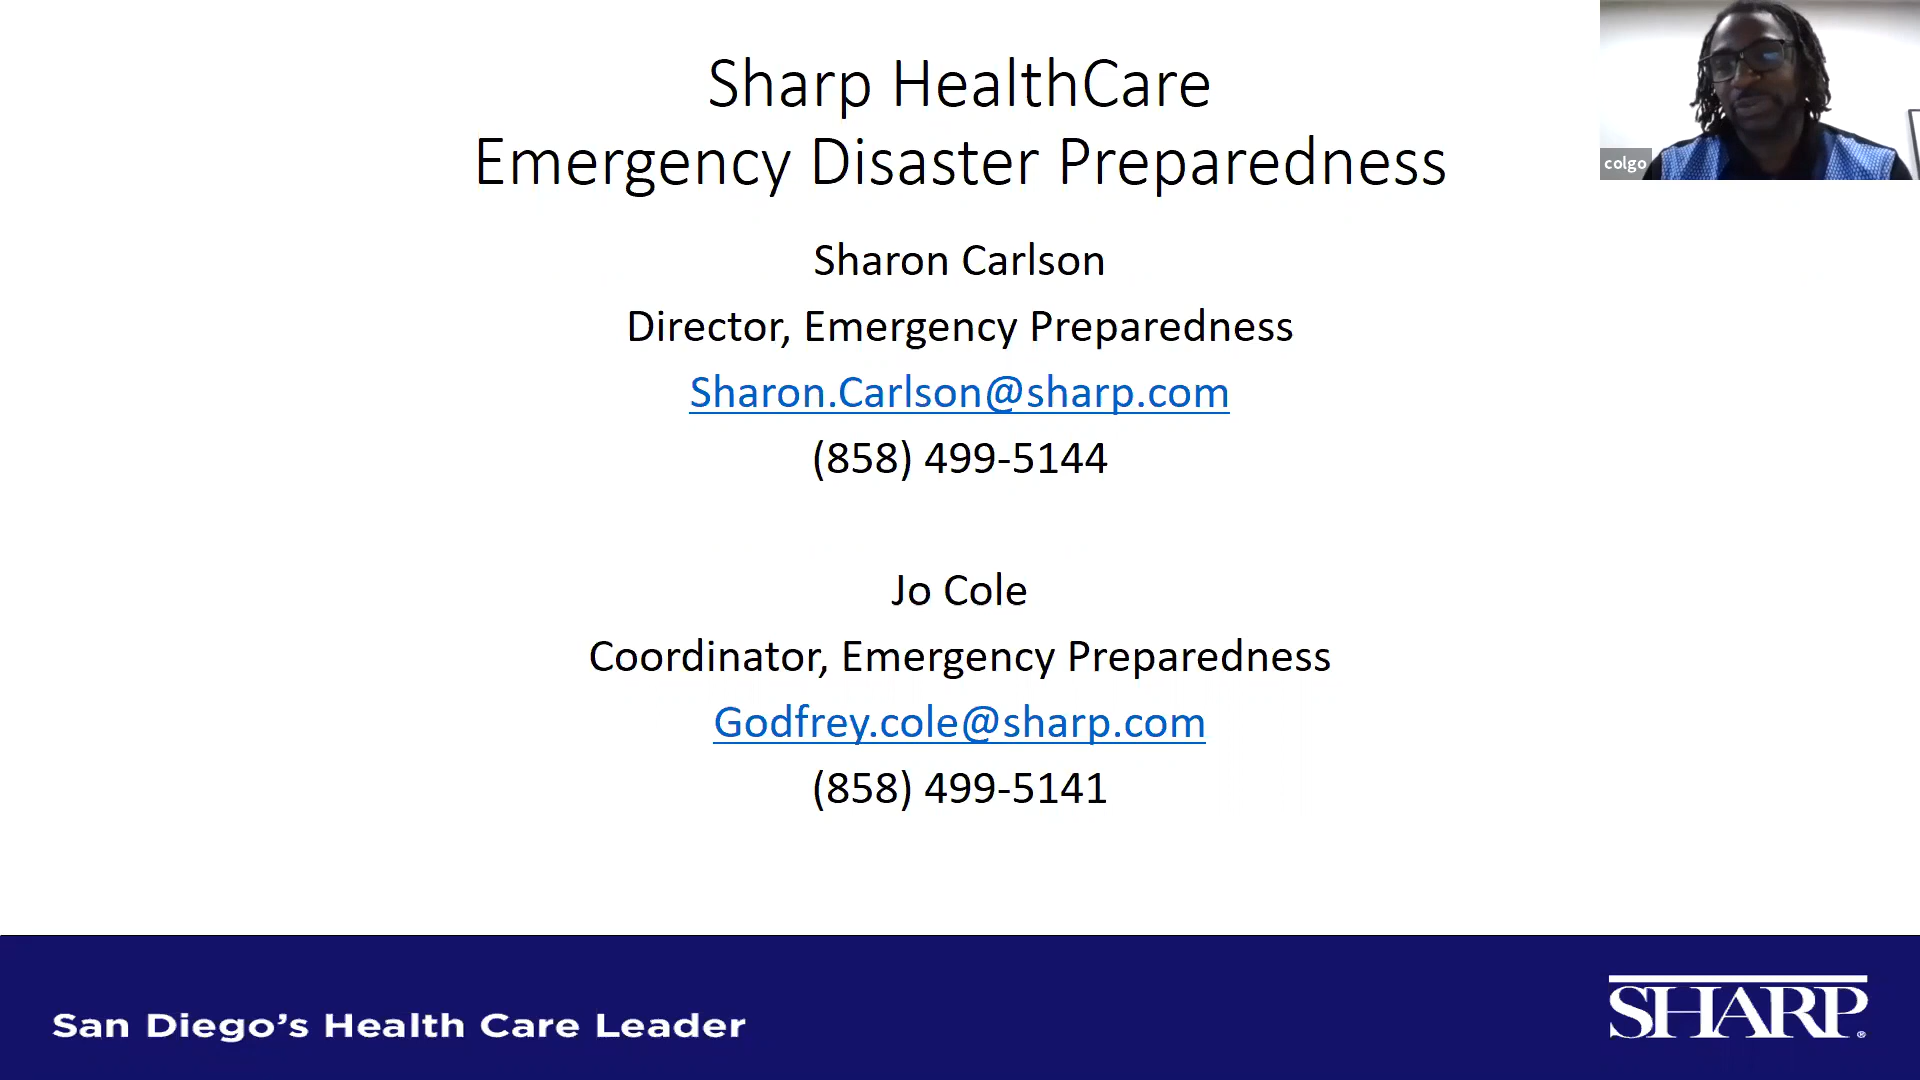 Sharp HealthCare
Emergency Disaster Preparedness
Sharon Carlson
Director, Emergency Preparedness
Sharon.Carlson@sharp.com
(858) 499-5144
Jo Cole
Coordinator, Emergency Preparedness
Godfrey.cole@sharp.com
(858) 499-5141
colgo
San Diego's Health Care Leader
SHARP®